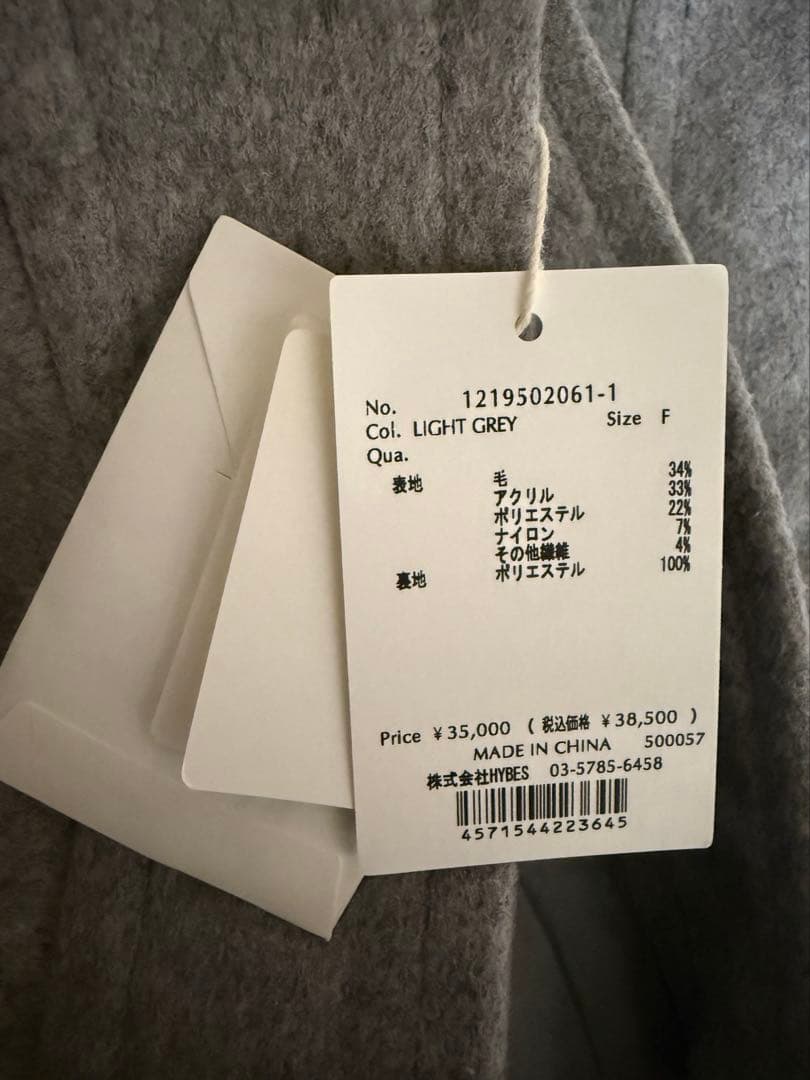 No. 1219502061-1
Col. LIGHT GREY Size F
Qua.
表地 毛 34%
アクリル 33%
ポリエステル 22%
ナイロン 7%
その他繊維 4%
裏地 ポリエステル 100%
Price ¥35,000 (税込価格 ¥38,500 )
MADE IN CHINA 500057
株式会社HYBES 03-5785-6458
4571544223645